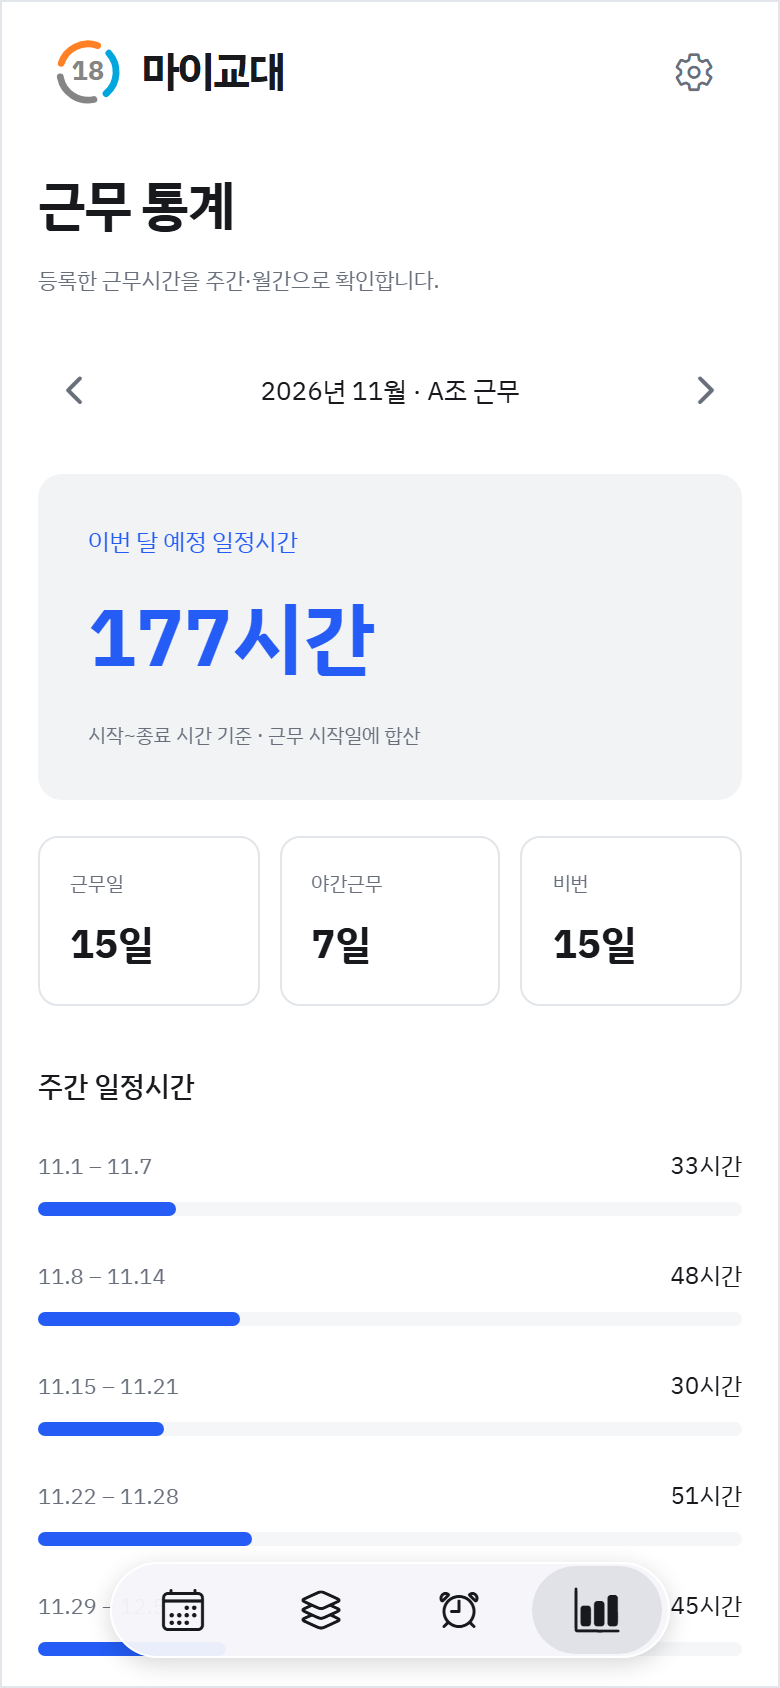 18 마이교대
근무 통계
등록한 근무시간을 주간·월간으로 확인합니다.
2026년 11월 · A조 근무
이번 달 예정 일정시간
177시간
시작~종료 시간 기준 · 근무 시작일에 합산
근무일
15일
야간근무
7일
비번
15일
주간 일정시간
11.1 – 11.7
33시간
11.8 – 11.14
48시간
11.15 – 11.21
30시간
11.22 – 11.28
51시간
11.29 –
45시간